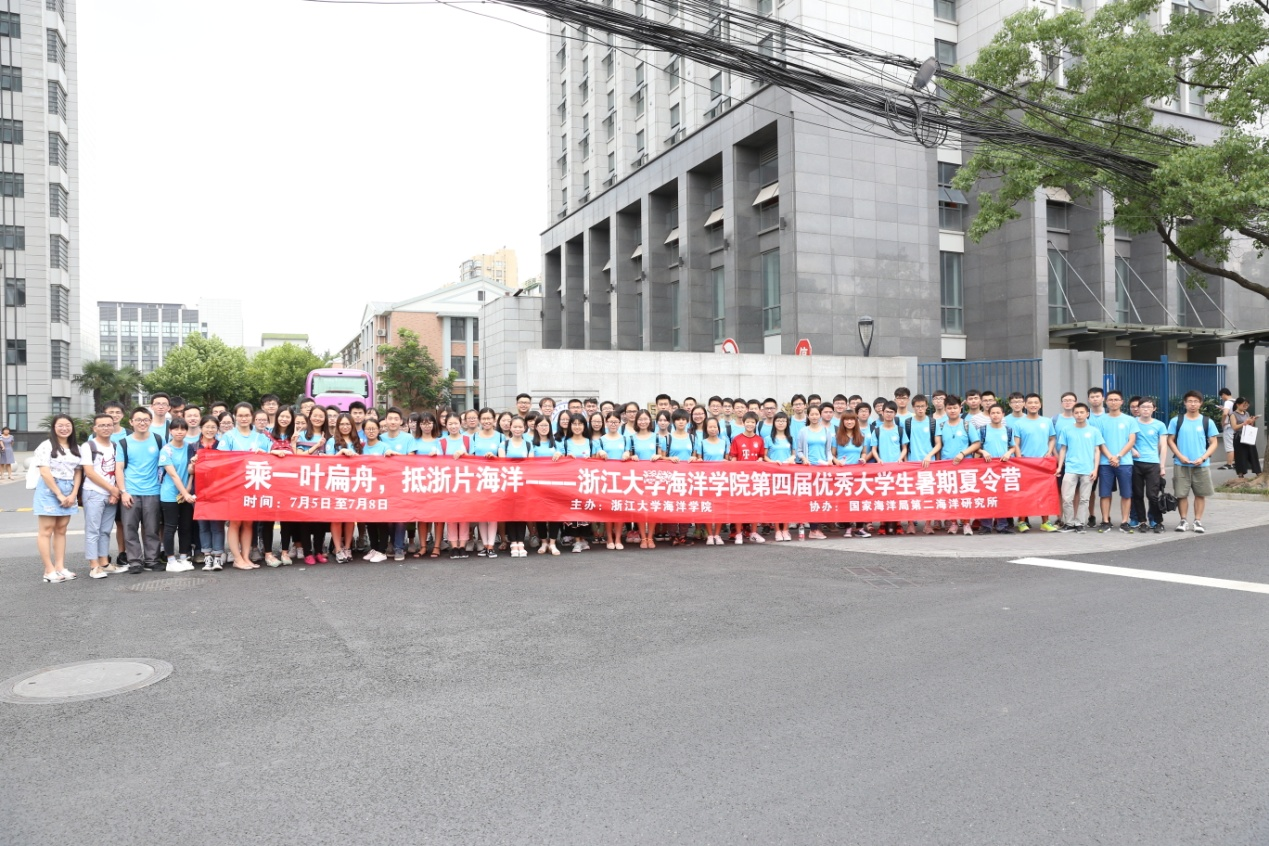 乘一叶扁舟，抵浙片海洋——浙江大学海洋学院第四届优秀大学生暑期夏令营
时间：7月5日 至7月8日 主办：浙江大学海洋学院 协办：国家海洋局第二海洋研究所